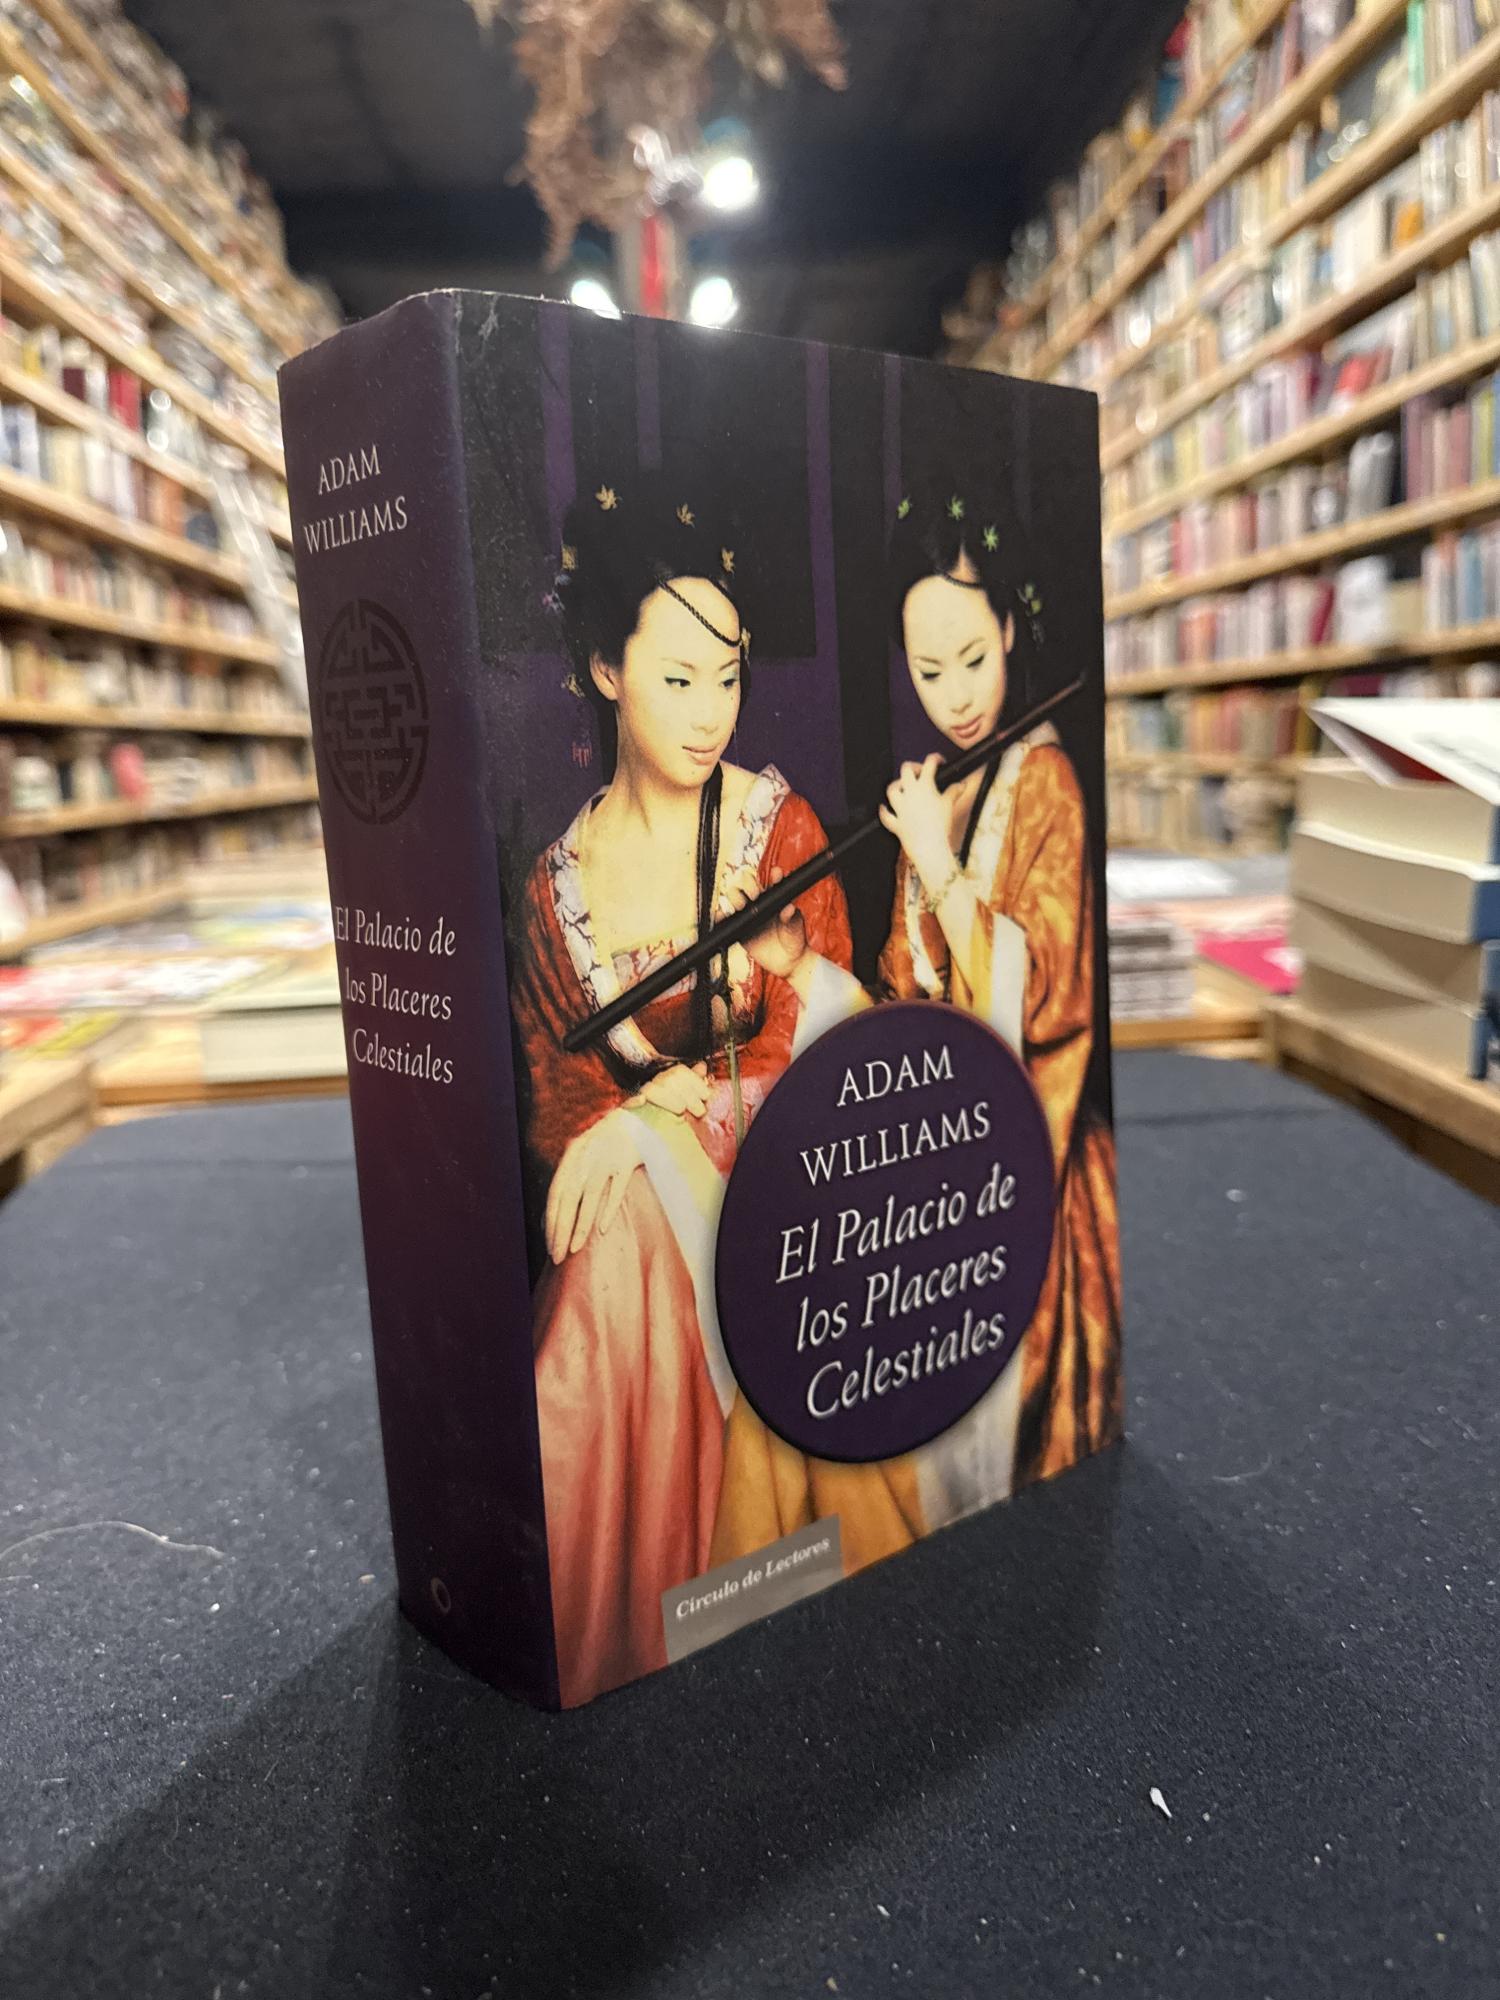 ADAM
WILLIAMS
El Palacio de
los Placeres
Celestiales
ADAM
WILLIAMS
El Palacio de
los Placeres
Celestiales
Círculo de Lectores